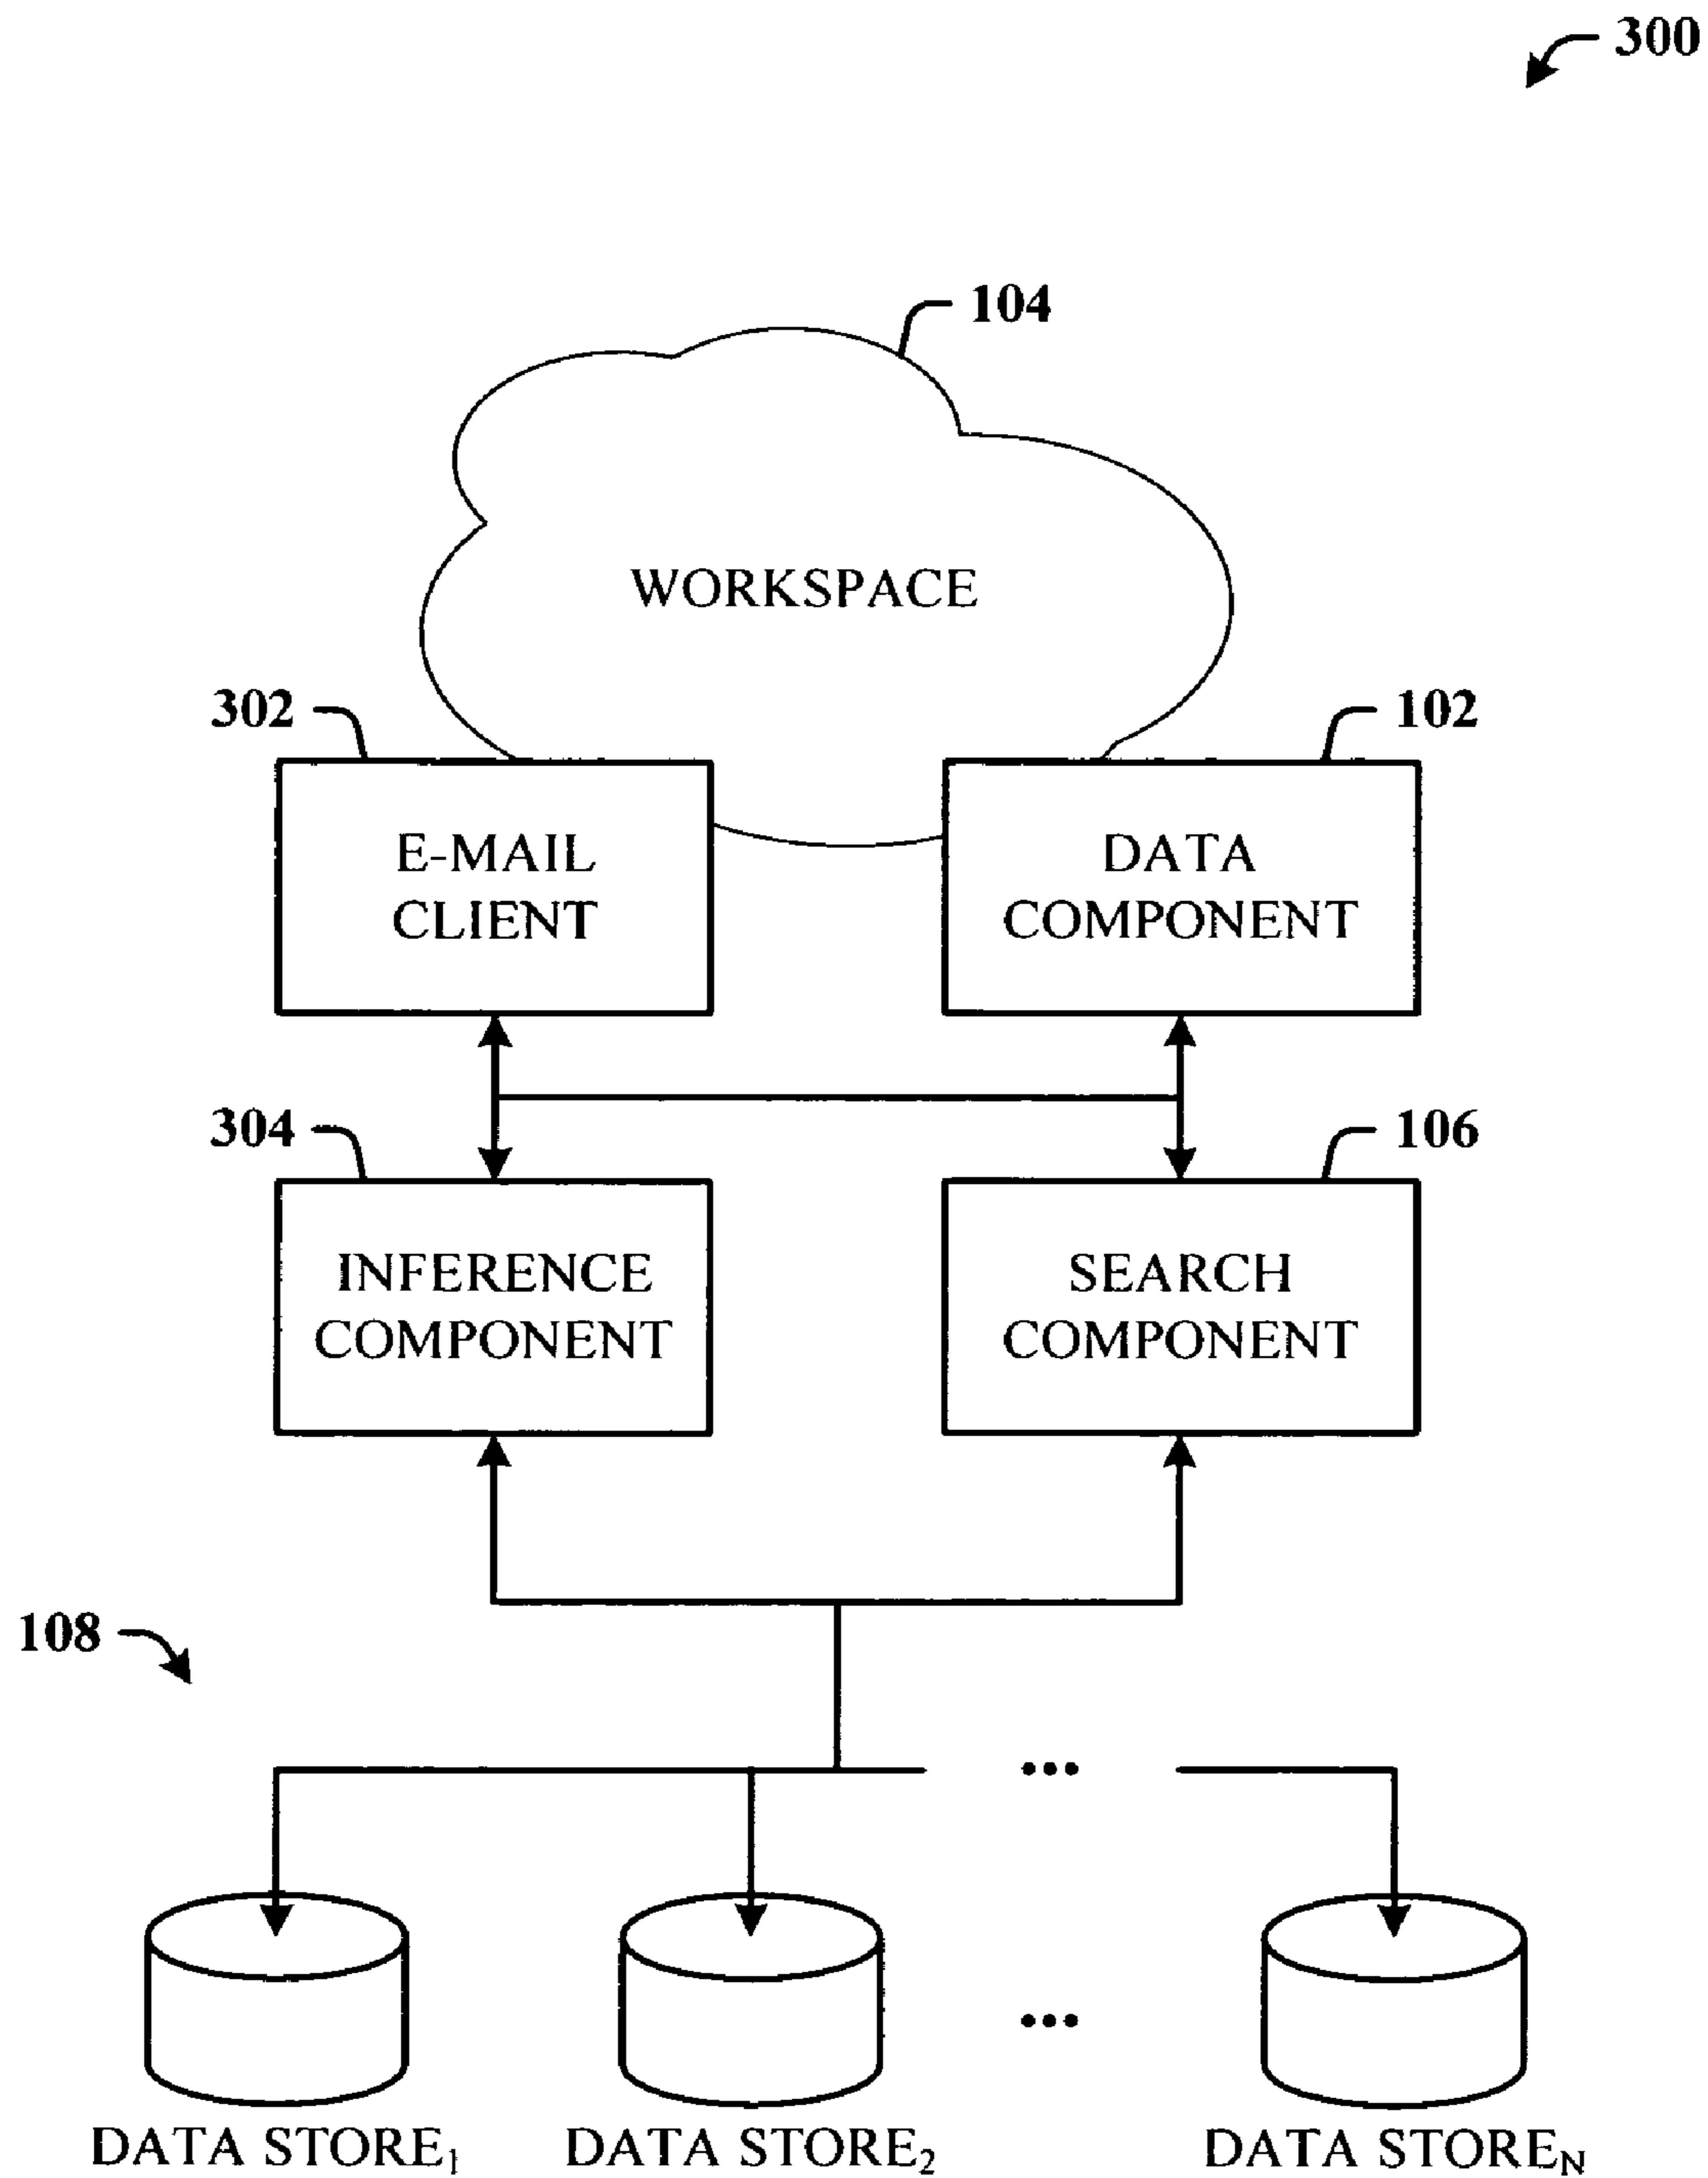 300
104
WORKSPACE
302
102
E-MAIL
CLIENT
DATA
COMPONENT
304
106
INFERENCE
COMPONENT
SEARCH
COMPONENT
108
...
...
DATA STORE₁
DATA STORE₂
DATA STORE_N